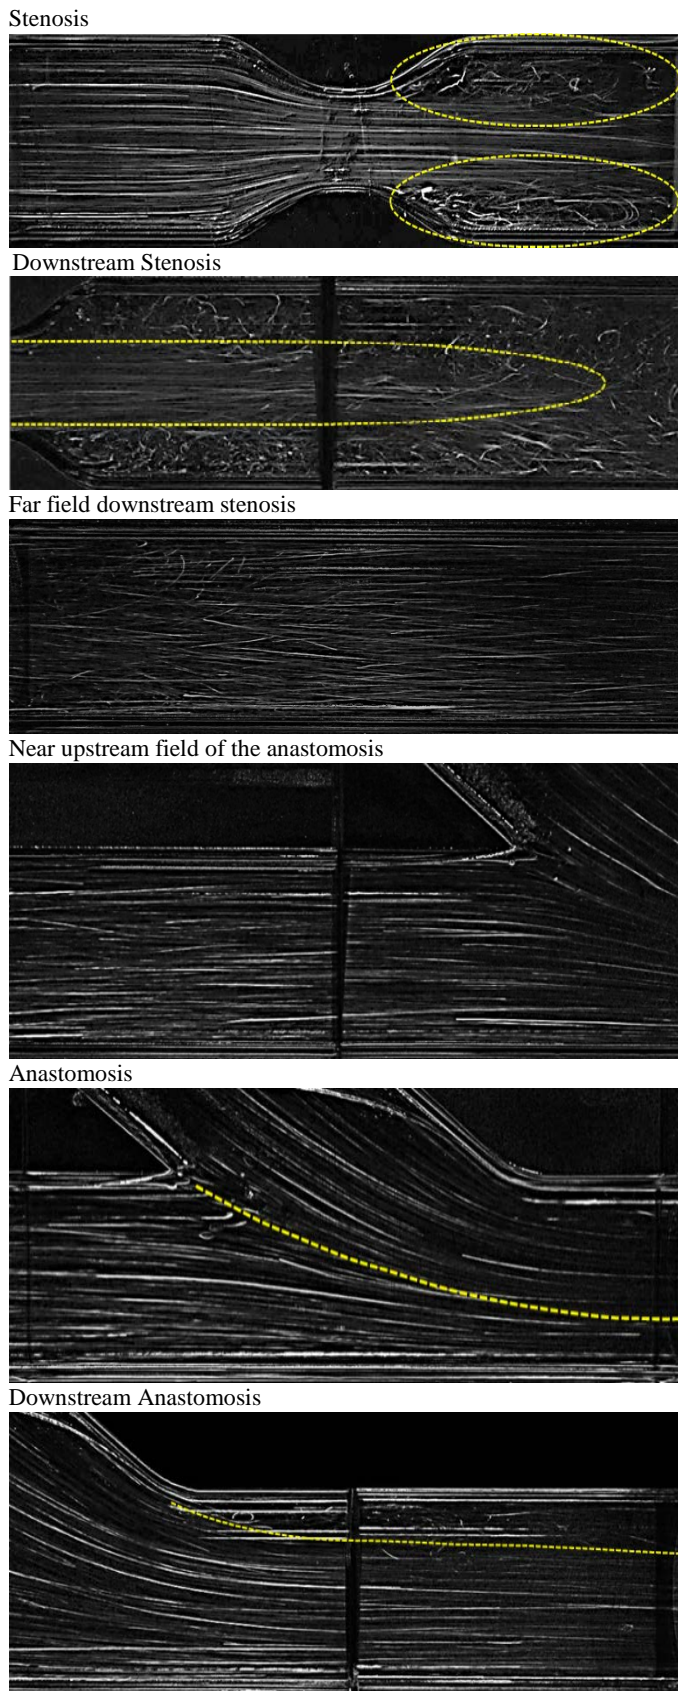 Stenosis
Downstream Stenosis
Far field downstream stenosis
Near upstream field of the anastomosis
Anastomosis
Downstream Anastomosis